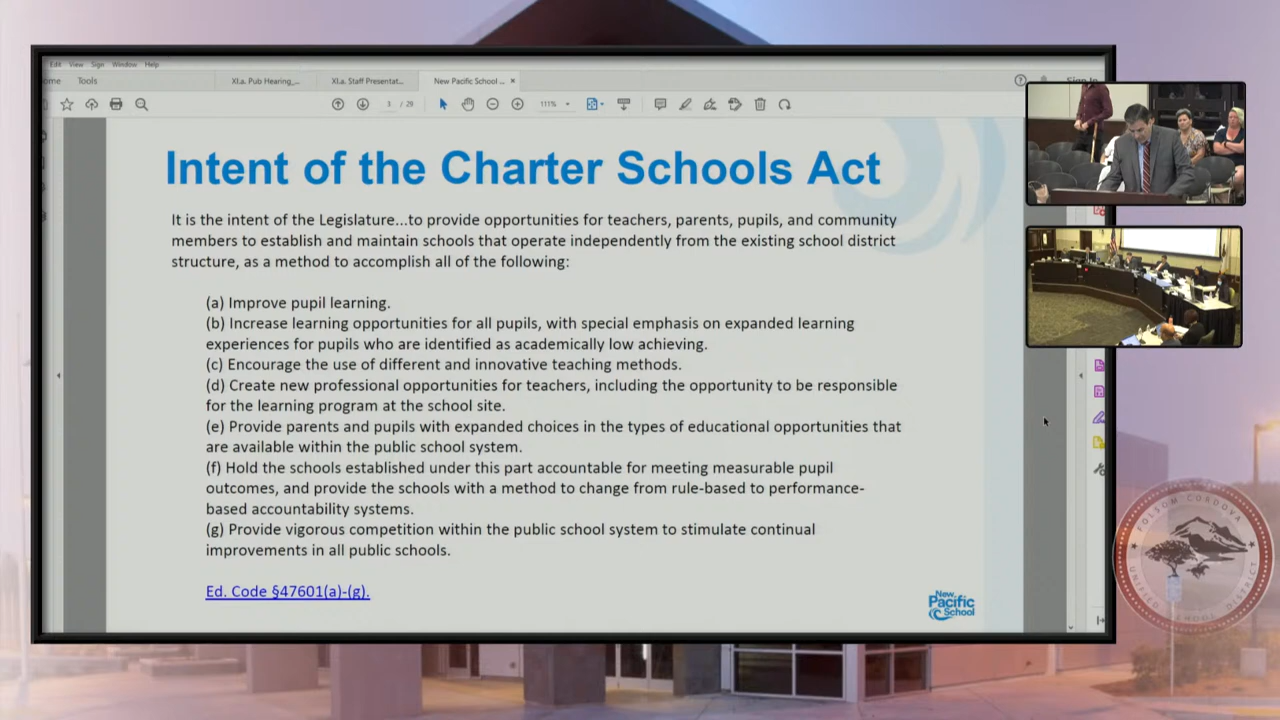 Edit View Sign Window Help
ome Tools XI.a. Pub Hearing_... XI.a. Staff Presentat... New Pacific School ... × Sign In
3 / 29 111%
Intent of the Charter Schools Act
It is the intent of the Legislature...to provide opportunities for teachers, parents, pupils, and community
members to establish and maintain schools that operate independently from the existing school district
structure, as a method to accomplish all of the following:
(a) Improve pupil learning.
(b) Increase learning opportunities for all pupils, with special emphasis on expanded learning
experiences for pupils who are identified as academically low achieving.
(c) Encourage the use of different and innovative teaching methods.
(d) Create new professional opportunities for teachers, including the opportunity to be responsible
for the learning program at the school site.
(e) Provide parents and pupils with expanded choices in the types of educational opportunities that
are available within the public school system.
(f) Hold the schools established under this part accountable for meeting measurable pupil
outcomes, and provide the schools with a method to change from rule-based to performance-
based accountability systems.
(g) Provide vigorous competition within the public school system to stimulate continual
improvements in all public schools.
Ed. Code §47601(a)-(g).
New
Pacific
School
FOLSOM CORDOVA
UNIFIED SCHOOL DISTRICT